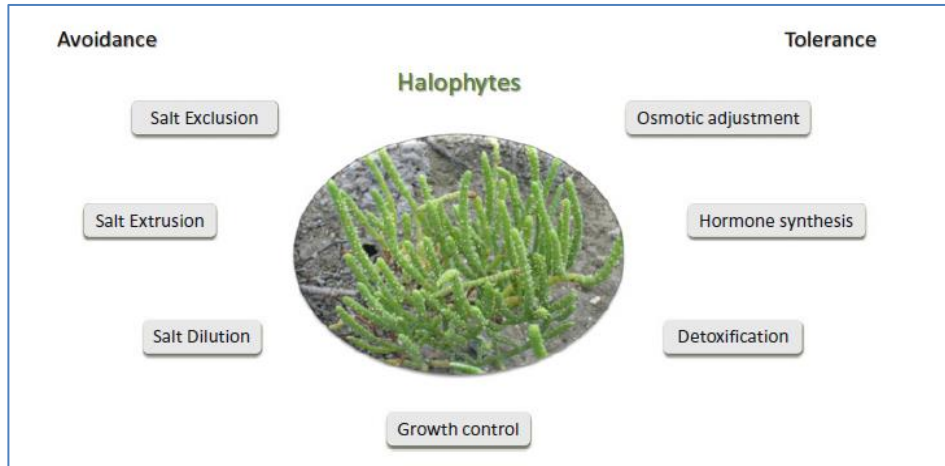 Avoidance
Tolerance
Halophytes
Salt Exclusion
Osmotic adjustment
Salt Extrusion
Hormone synthesis
Salt Dilution
Detoxification
Growth control